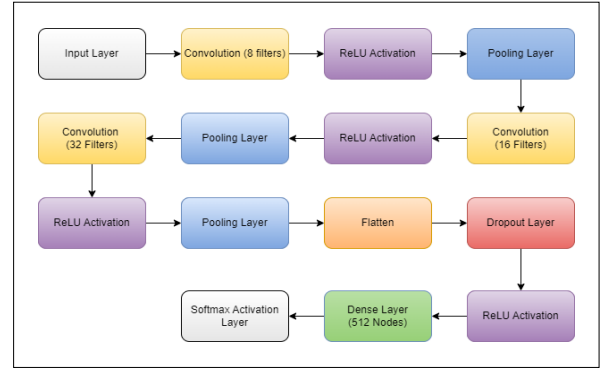 Input Layer
Convolution (8 filters)
ReLU Activation
Pooling Layer
Convolution
(16 Filters)
ReLU Activation
Pooling Layer
Convolution
(32 Filters)
ReLU Activation
Pooling Layer
Flatten
Dropout Layer
ReLU Activation
Dense Layer
(512 Nodes)
Softmax Activation
Layer